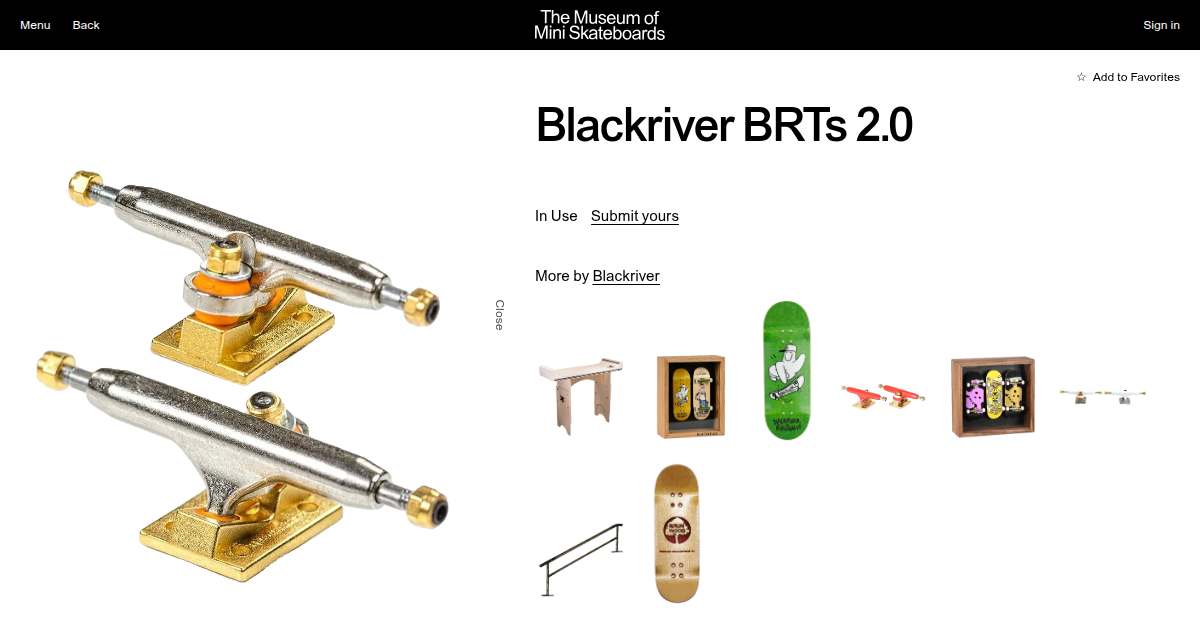 Menu
Back
The Museum of
Mini Skateboards
Sign in
☆ Add to Favorites
Blackriver BRTs 2.0
In Use Submit yours
More by Blackriver
Close